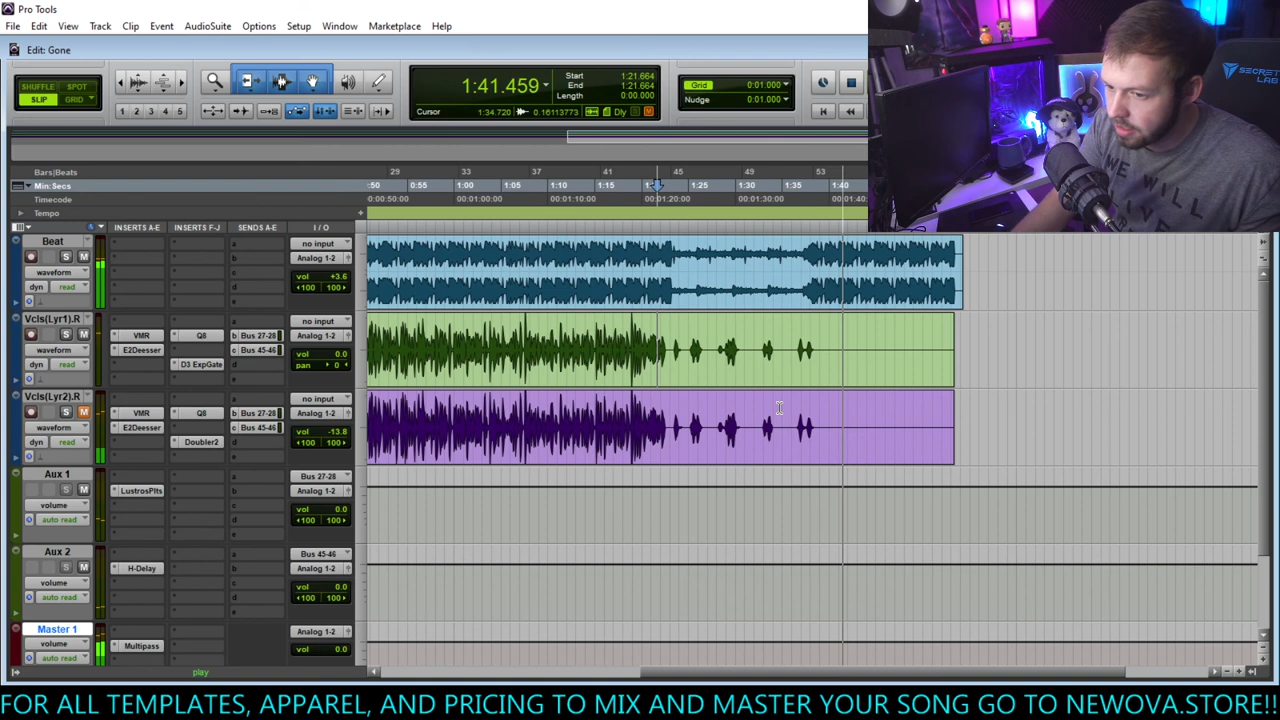 Pro Tools
File Edit View Track Clip Event AudioSuite Options Setup Window Marketplace Help
Edit: Gone
SHUFFLE SPOT
SLIP GRID
1 2 3 4 5
1:41.459
Start 1:21.664
End 1:21.664
Length 0:00.000
Cursor 1:34.720 0.16113773 Dly S M
Grid 0:01.000
Nudge 0:01.000
SECRET
LAB
WE
WILL
Bars|Beats 29 33 37 41 45 49 53
Min:Secs :50 0:55 1:00 1:05 1:10 1:15 1:25 1:30 1:35 1:40
Timecode 0:00:50:00 00:01:00:00 00:01:10:00 00:01:20:00 00:01:30:00 00:01:40:
Tempo
INSERTS A-E INSERTS F-J SENDS A-E I / O
Beat
S M
waveform
dyn read
a
b
c
d
e
no input
Analog 1-2
vol +3.6
100 100
Vcls(Lyr1).R
S M
waveform
dyn read
VMR
E2Deesser
Q8
D3 ExpGate
a
b Bus 27-28
c Bus 45-46
d
e
no input
Analog 1-2
vol 0.0
pan 0
Vcls(Lyr2).R
S M
waveform
dyn read
VMR
E2Deesser
Q8
Doubler2
a
b Bus 27-28
c Bus 45-46
d
e
no input
Analog 1-2
vol -13.8
100 100
Aux 1
S M
volume
auto read
LustrosPlts
a
b
c
d
e
Bus 27-28
Analog 1-2
vol 0.0
100 100
Aux 2
S M
volume
auto read
H-Delay
a
b
c
d
e
Bus 45-46
Analog 1-2
vol 0.0
100 100
Master 1
volume
auto read
Multipass
Analog 1-2
vol 0.0
play
FOR ALL TEMPLATES, APPAREL, AND PRICING TO MIX AND MASTER YOUR SONG GO TO NEWOVA.STORE!!